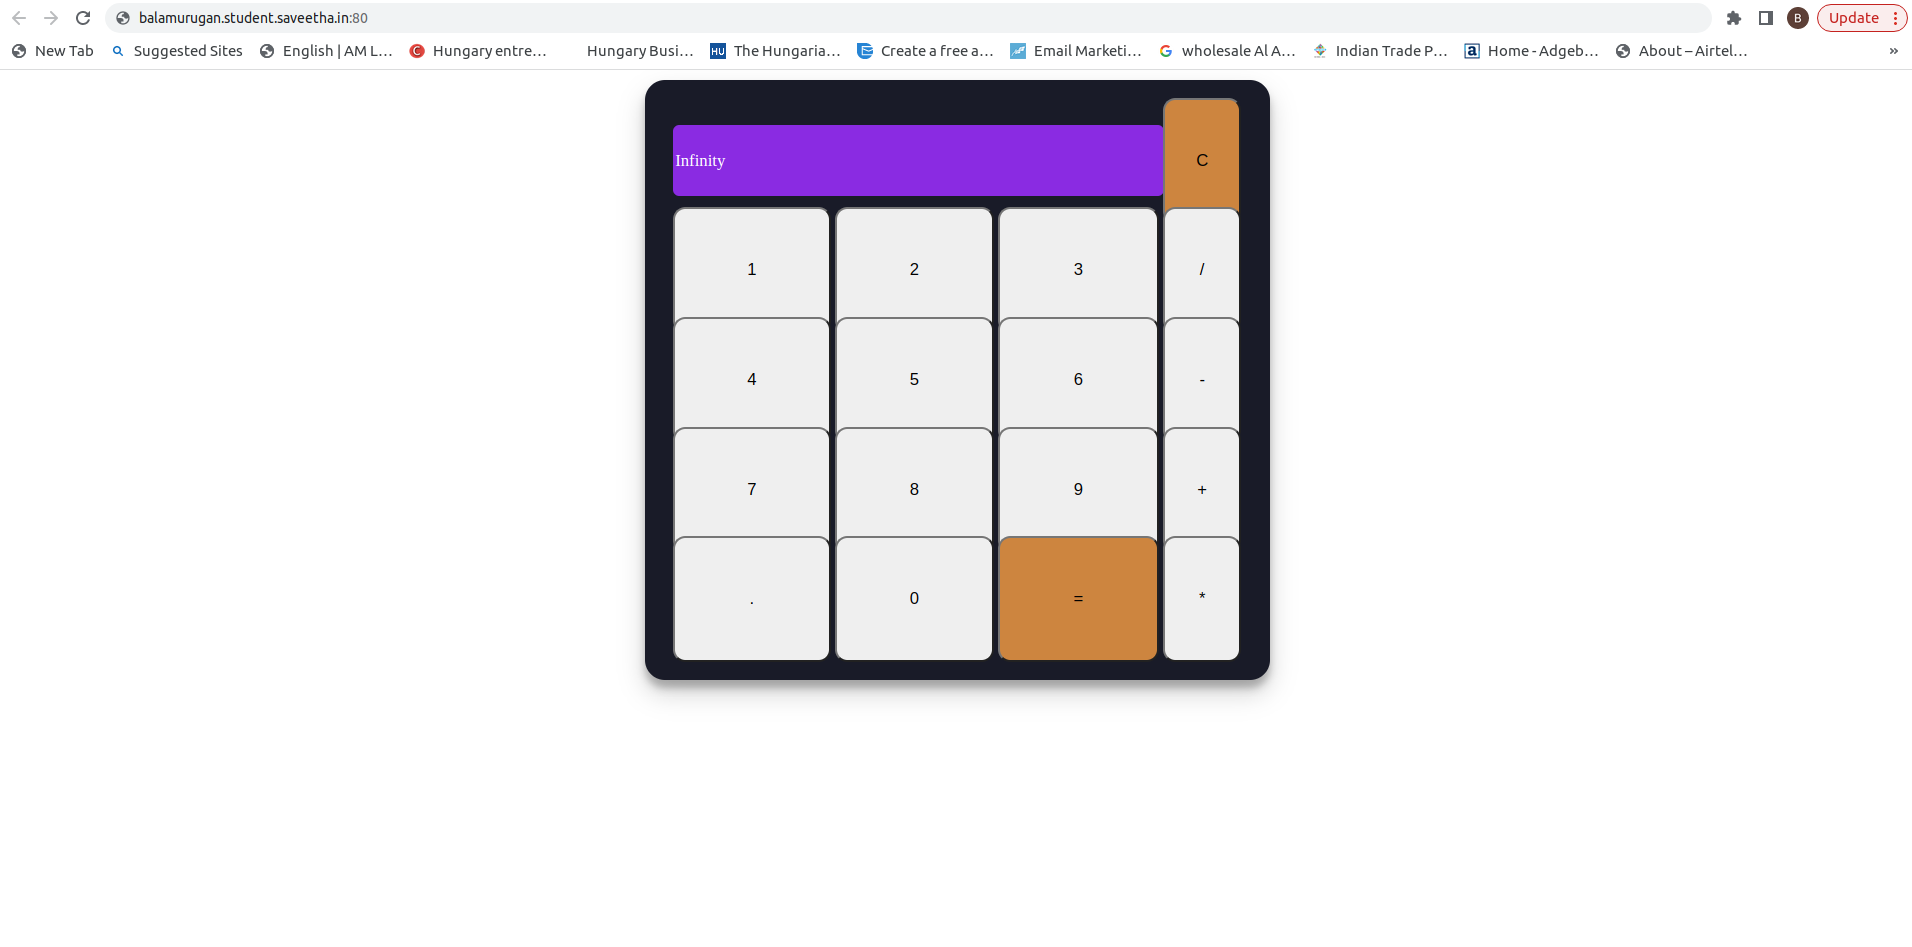 balamurugan.student.saveetha.in:80
B
Update
New Tab
Suggested Sites
English | AM L...
C
Hungary entre...
Hungary Busi...
HU
The Hungaria...
Create a free a...
Email Marketi...
G
wholesale Al A...
Indian Trade P...
a
Home - Adgeb...
About – Airtel...
»
Infinity
C
1 2 3 /
4 5 6 -
7 8 9 +
. 0 = *